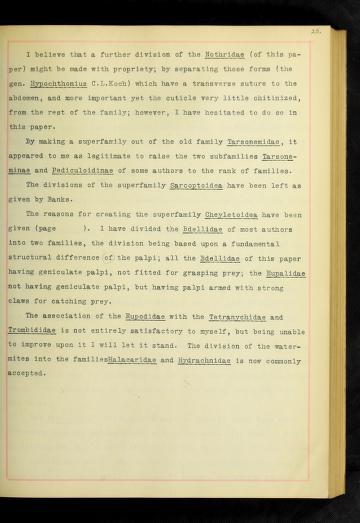 22.
I believe that a further division of the Nothridae (of this pa-
per) might be made with propriety; by separating those forms (the
gen. Hypochthonius C.L.Koch) which have a transverse suture to the
abdomen, and more important yet the cuticle very little chitinized,
from the rest of the family; however, I have hesitated to do so in
this paper.
By making a superfamily out of the old family Tarsonemidae, it
appeared to me as legitimate to raise the two subfamilies Tarsone-
minae and Pediculoidinae of some authors to the rank of families.
The divisions of the superfamily Sarcoptoidea have been left as
given by Banks.
The reasons for creating the superfamily Cheyletoidea have been
given (page ). I have divided the Bdellidae of most authors
into two families, the division being based upon a fundamental
structural difference of the palpi; all the Bdellidae of this paper
having geniculate palpi, not fitted for grasping prey; the Eupalidae
not having geniculate palpi, but having palpi armed with strong
claws for catching prey.
The association of the Eupodidae with the Tetranychidae and
Trombididae is not entirely satisfactory to myself, but being unable
to improve upon it I will let it stand. The division of the water-
mites into the familiesHalacaridae and Hydrachnidae is now commonly
accepted.